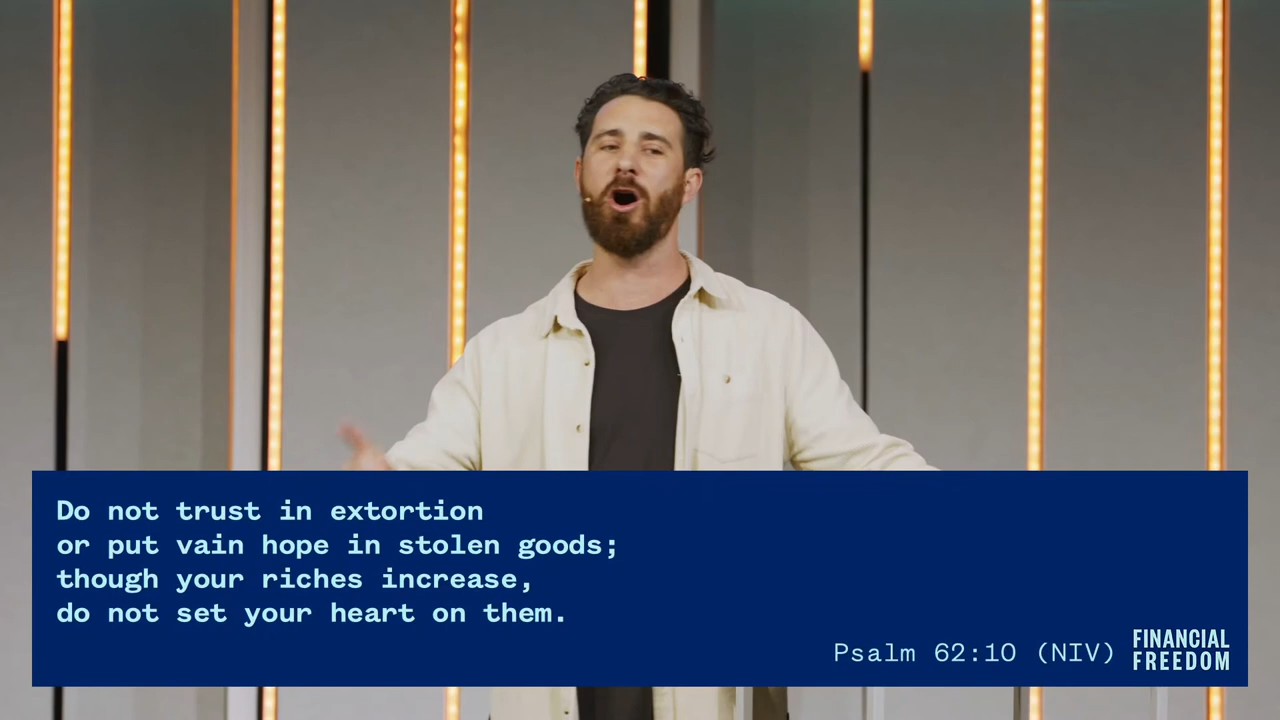 Do not trust in extortion
or put vain hope in stolen goods;
though your riches increase,
do not set your heart on them.
Psalm 62:10 (NIV)
FINANCIAL
FREEDOM